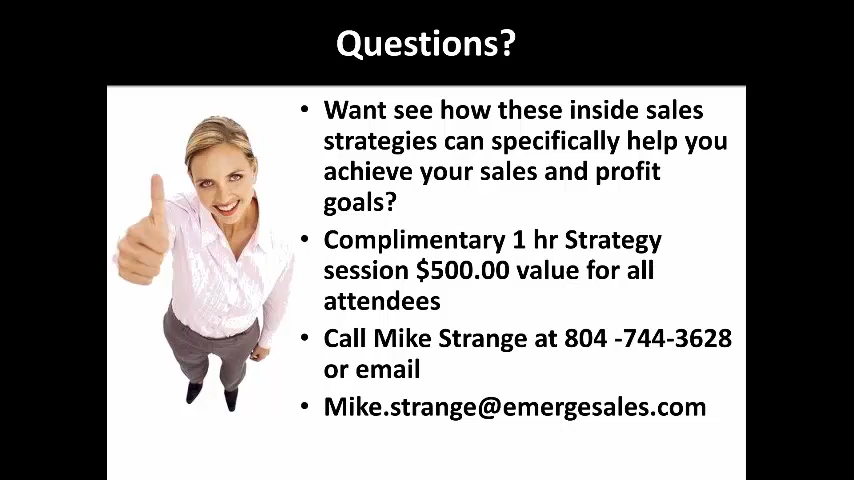 Questions?
• Want see how these inside sales
strategies can specifically help you
achieve your sales and profit
goals?
• Complimentary 1 hr Strategy
session $500.00 value for all
attendees
• Call Mike Strange at 804 -744-3628
or email
• Mike.strange@emergesales.com